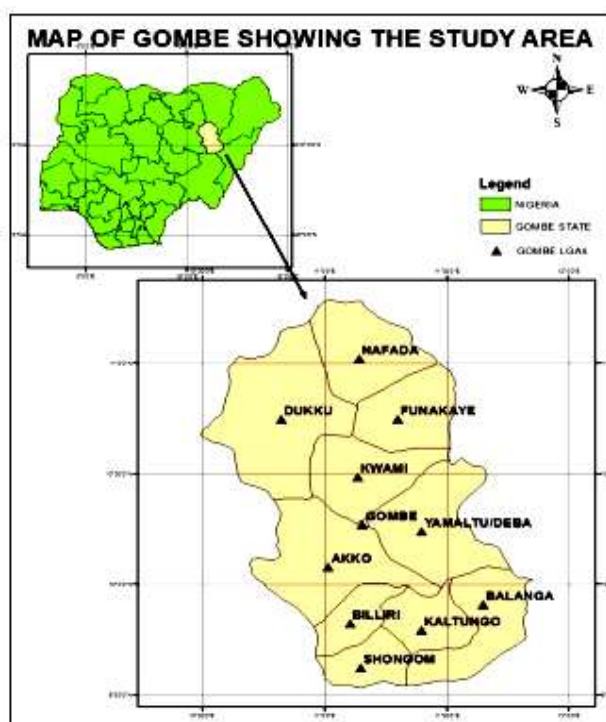 MAP OF GOMBE SHOWING THE STUDY AREA
N
W E
S
Legend
NIGERIA
GOMBE STATE
GOMBE LGAs
NAFADA
DUKKU
FUNAKAYE
KWAMI
GOMBE
YAMALTU/DEBA
AKKO
BALANGA
BILLIRI
KALTUNGO
SHONGOM